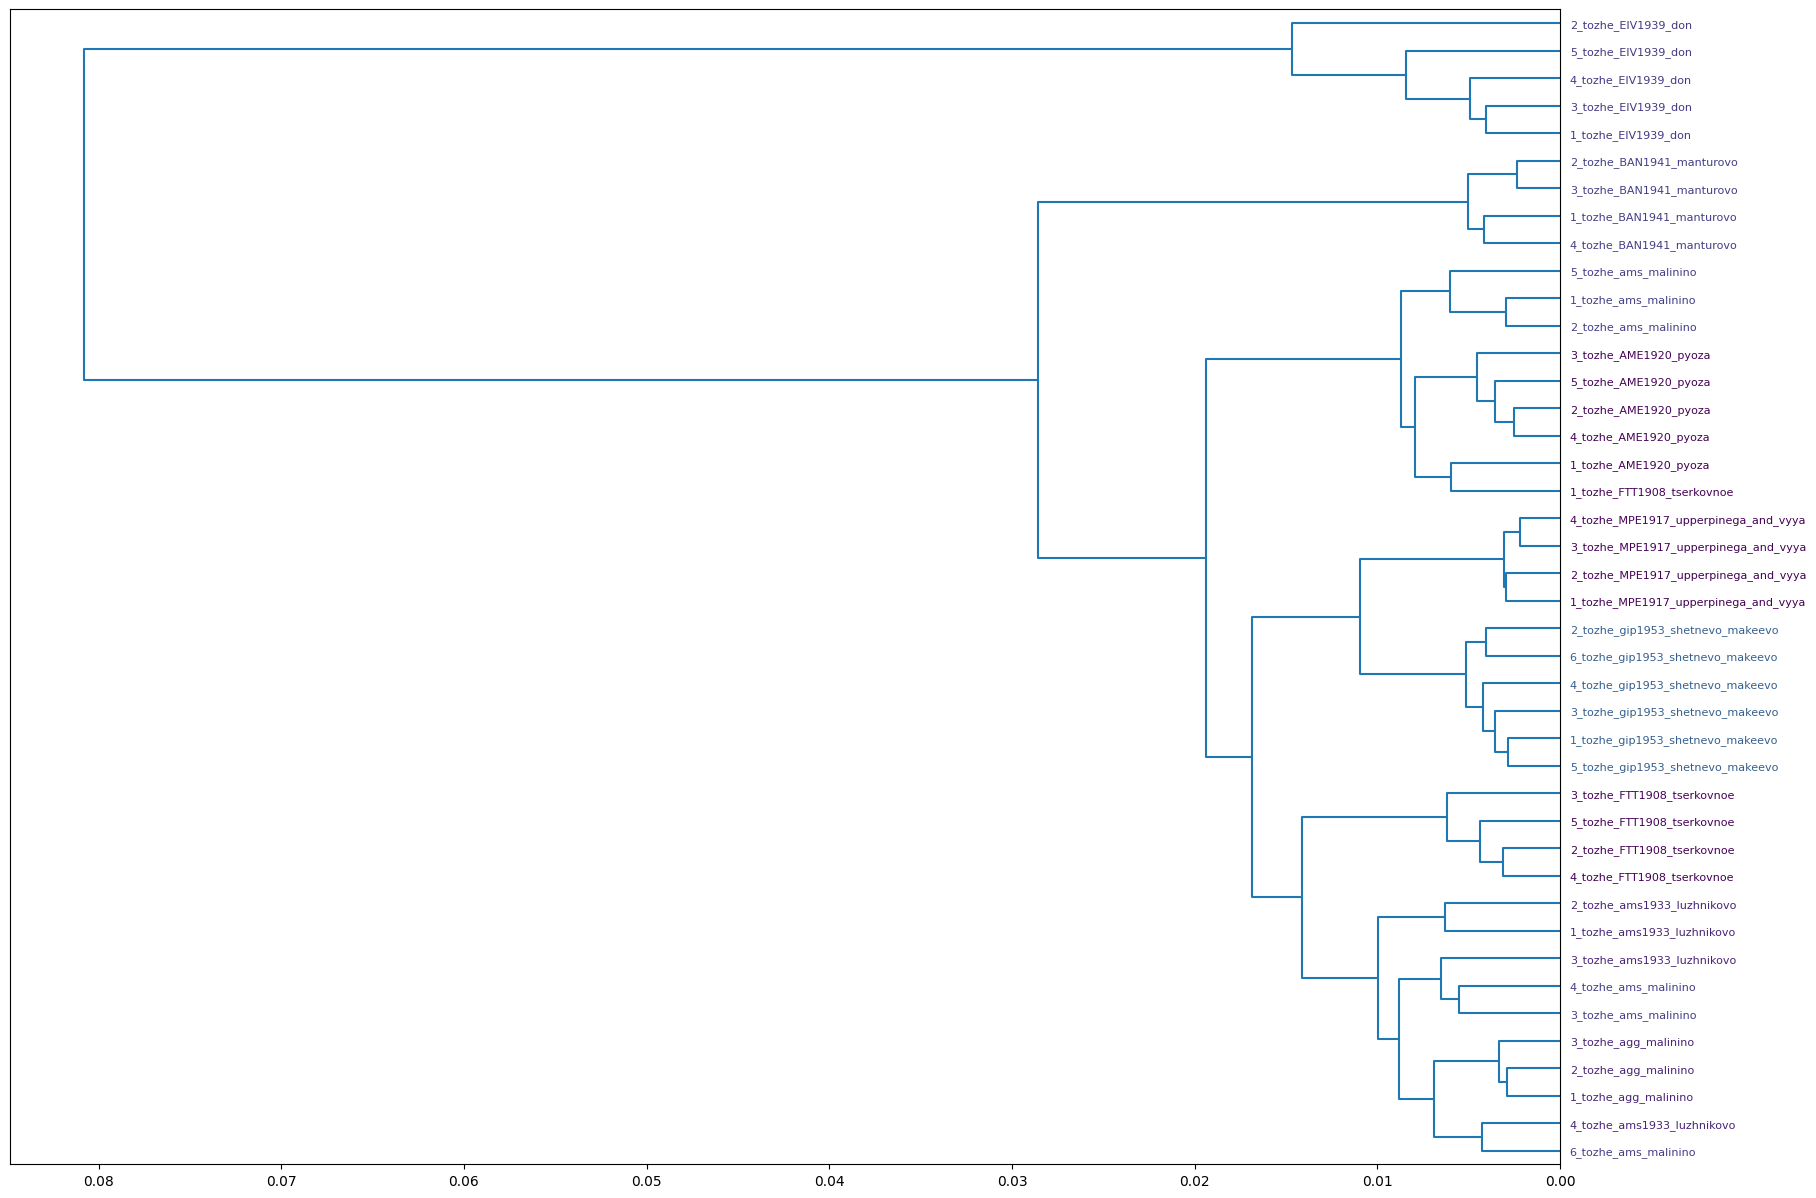 2_tozhe_EIV1939_don
5_tozhe_EIV1939_don
4_tozhe_EIV1939_don
3_tozhe_EIV1939_don
1_tozhe_EIV1939_don
2_tozhe_BAN1941_manturovo
3_tozhe_BAN1941_manturovo
1_tozhe_BAN1941_manturovo
4_tozhe_BAN1941_manturovo
5_tozhe_ams_malinino
1_tozhe_ams_malinino
2_tozhe_ams_malinino
3_tozhe_AME1920_pyoza
5_tozhe_AME1920_pyoza
2_tozhe_AME1920_pyoza
4_tozhe_AME1920_pyoza
1_tozhe_AME1920_pyoza
1_tozhe_FTT1908_tserkovnoe
4_tozhe_MPE1917_upperpinega_and_vyya
3_tozhe_MPE1917_upperpinega_and_vyya
2_tozhe_MPE1917_upperpinega_and_vyya
1_tozhe_MPE1917_upperpinega_and_vyya
2_tozhe_gip1953_shetnevo_makeevo
6_tozhe_gip1953_shetnevo_makeevo
4_tozhe_gip1953_shetnevo_makeevo
3_tozhe_gip1953_shetnevo_makeevo
1_tozhe_gip1953_shetnevo_makeevo
5_tozhe_gip1953_shetnevo_makeevo
3_tozhe_FTT1908_tserkovnoe
5_tozhe_FTT1908_tserkovnoe
2_tozhe_FTT1908_tserkovnoe
4_tozhe_FTT1908_tserkovnoe
2_tozhe_ams1933_luzhnikovo
1_tozhe_ams1933_luzhnikovo
3_tozhe_ams1933_luzhnikovo
4_tozhe_ams_malinino
3_tozhe_ams_malinino
3_tozhe_agg_malinino
2_tozhe_agg_malinino
1_tozhe_agg_malinino
4_tozhe_ams1933_luzhnikovo
6_tozhe_ams_malinino
0.08 0.07 0.06 0.05 0.04 0.03 0.02 0.01 0.00